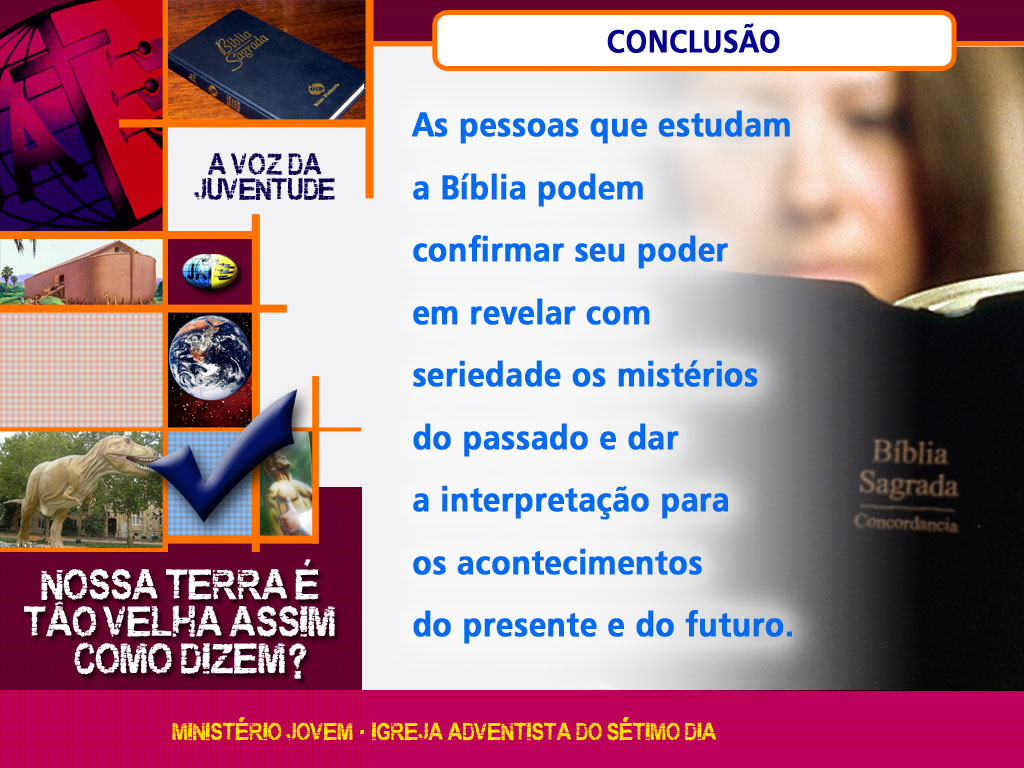 CONCLUSÃO
Bíblia
Sagrada
A VOZ DA
JUVENTUDE
As pessoas que estudam
a Bíblia podem
confirmar seu poder
em revelar com
seriedade os mistérios
do passado e dar
a interpretação para
os acontecimentos
do presente e do futuro.
Bíblia
Sagrada
Concordancia
NOSSA TERRA É
TÃO VELHA ASSIM
COMO DIZEM?
MINISTÉRIO JOVEM - IGREJA ADVENTISTA DO SÉTIMO DIA